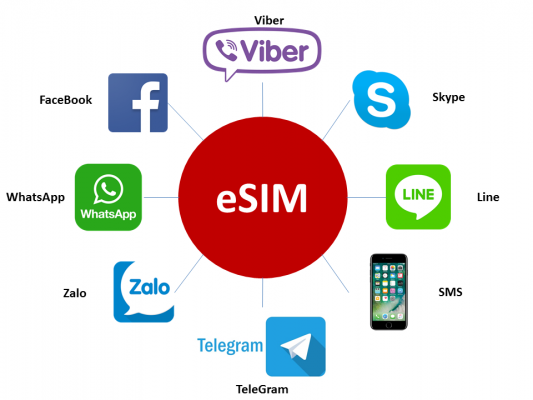 Viber
Viber
FaceBook
f
S
Skype
WhatsApp
WhatsApp
eSIM
LINE
Line
Zalo
Zalo
SMS
Telegram
TeleGram